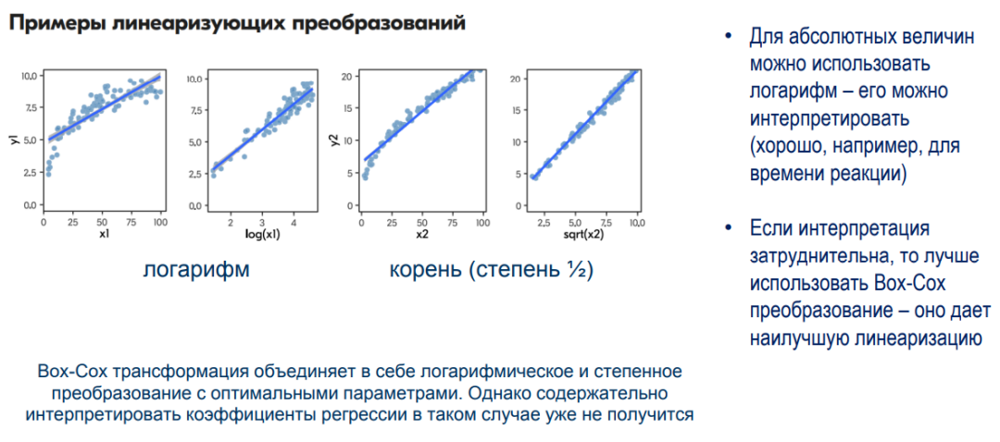 Примеры линеаризующих преобразований
10,0
7,5
5,0
2,5
0,0
y1
0 25 50 75 100
x1
10,0
7,5
5,0
2,5
0,0
2 3 4
log(x1)
20
15
10
5
0
y2
0 25 50 75 100
x2
20
15
10
5
0
2,5 5,0 7,5 10,0
sqrt(x2)
логарифм
корень (степень ½)
Box-Cox трансформация объединяет в себе логарифмическое и степенное
преобразование с оптимальными параметрами. Однако содержательно
интерпретировать коэффициенты регрессии в таком случае уже не получится
• Для абсолютных величин
можно использовать
логарифм – его можно
интерпретировать
(хорошо, например, для
времени реакции)
• Если интерпретация
затруднительна, то лучше
использовать Box-Cox
преобразование – оно дает
наилучшую линеаризацию